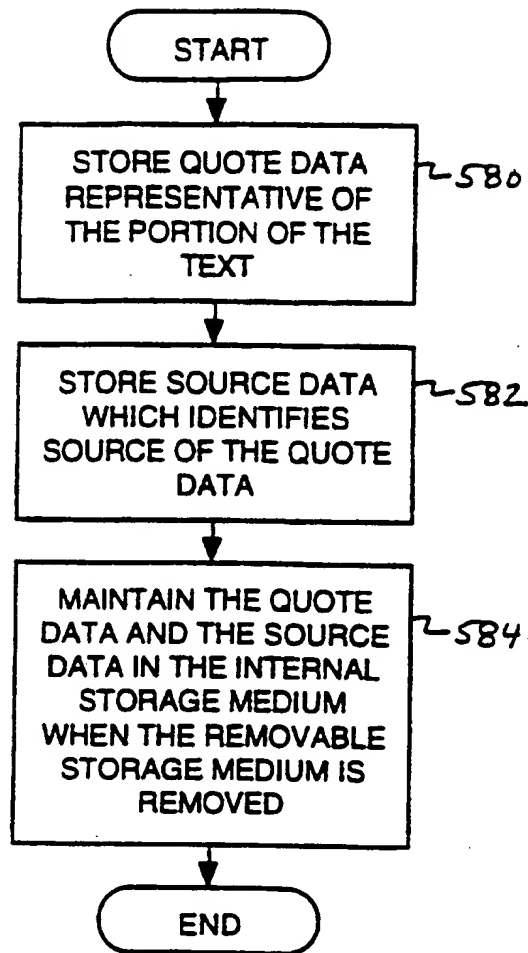 START
STORE QUOTE DATA
REPRESENTATIVE OF
THE PORTION OF THE
TEXT
580
STORE SOURCE DATA
WHICH IDENTIFIES
SOURCE OF THE QUOTE
DATA
582
MAINTAIN THE QUOTE
DATA AND THE SOURCE
DATA IN THE INTERNAL
STORAGE MEDIUM
WHEN THE REMOVABLE
STORAGE MEDIUM IS
REMOVED
584
END